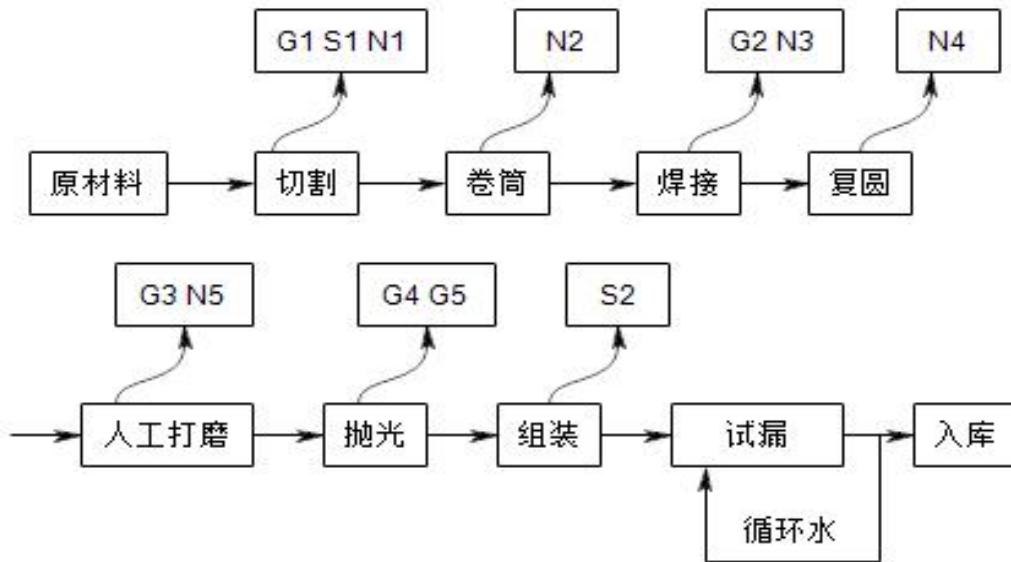 G1 S1 N1
N2
G2 N3
N4
原材料
切割
卷筒
焊接
复圆
G3 N5
G4 G5
S2
人工打磨
抛光
组装
试漏
入库
循环水